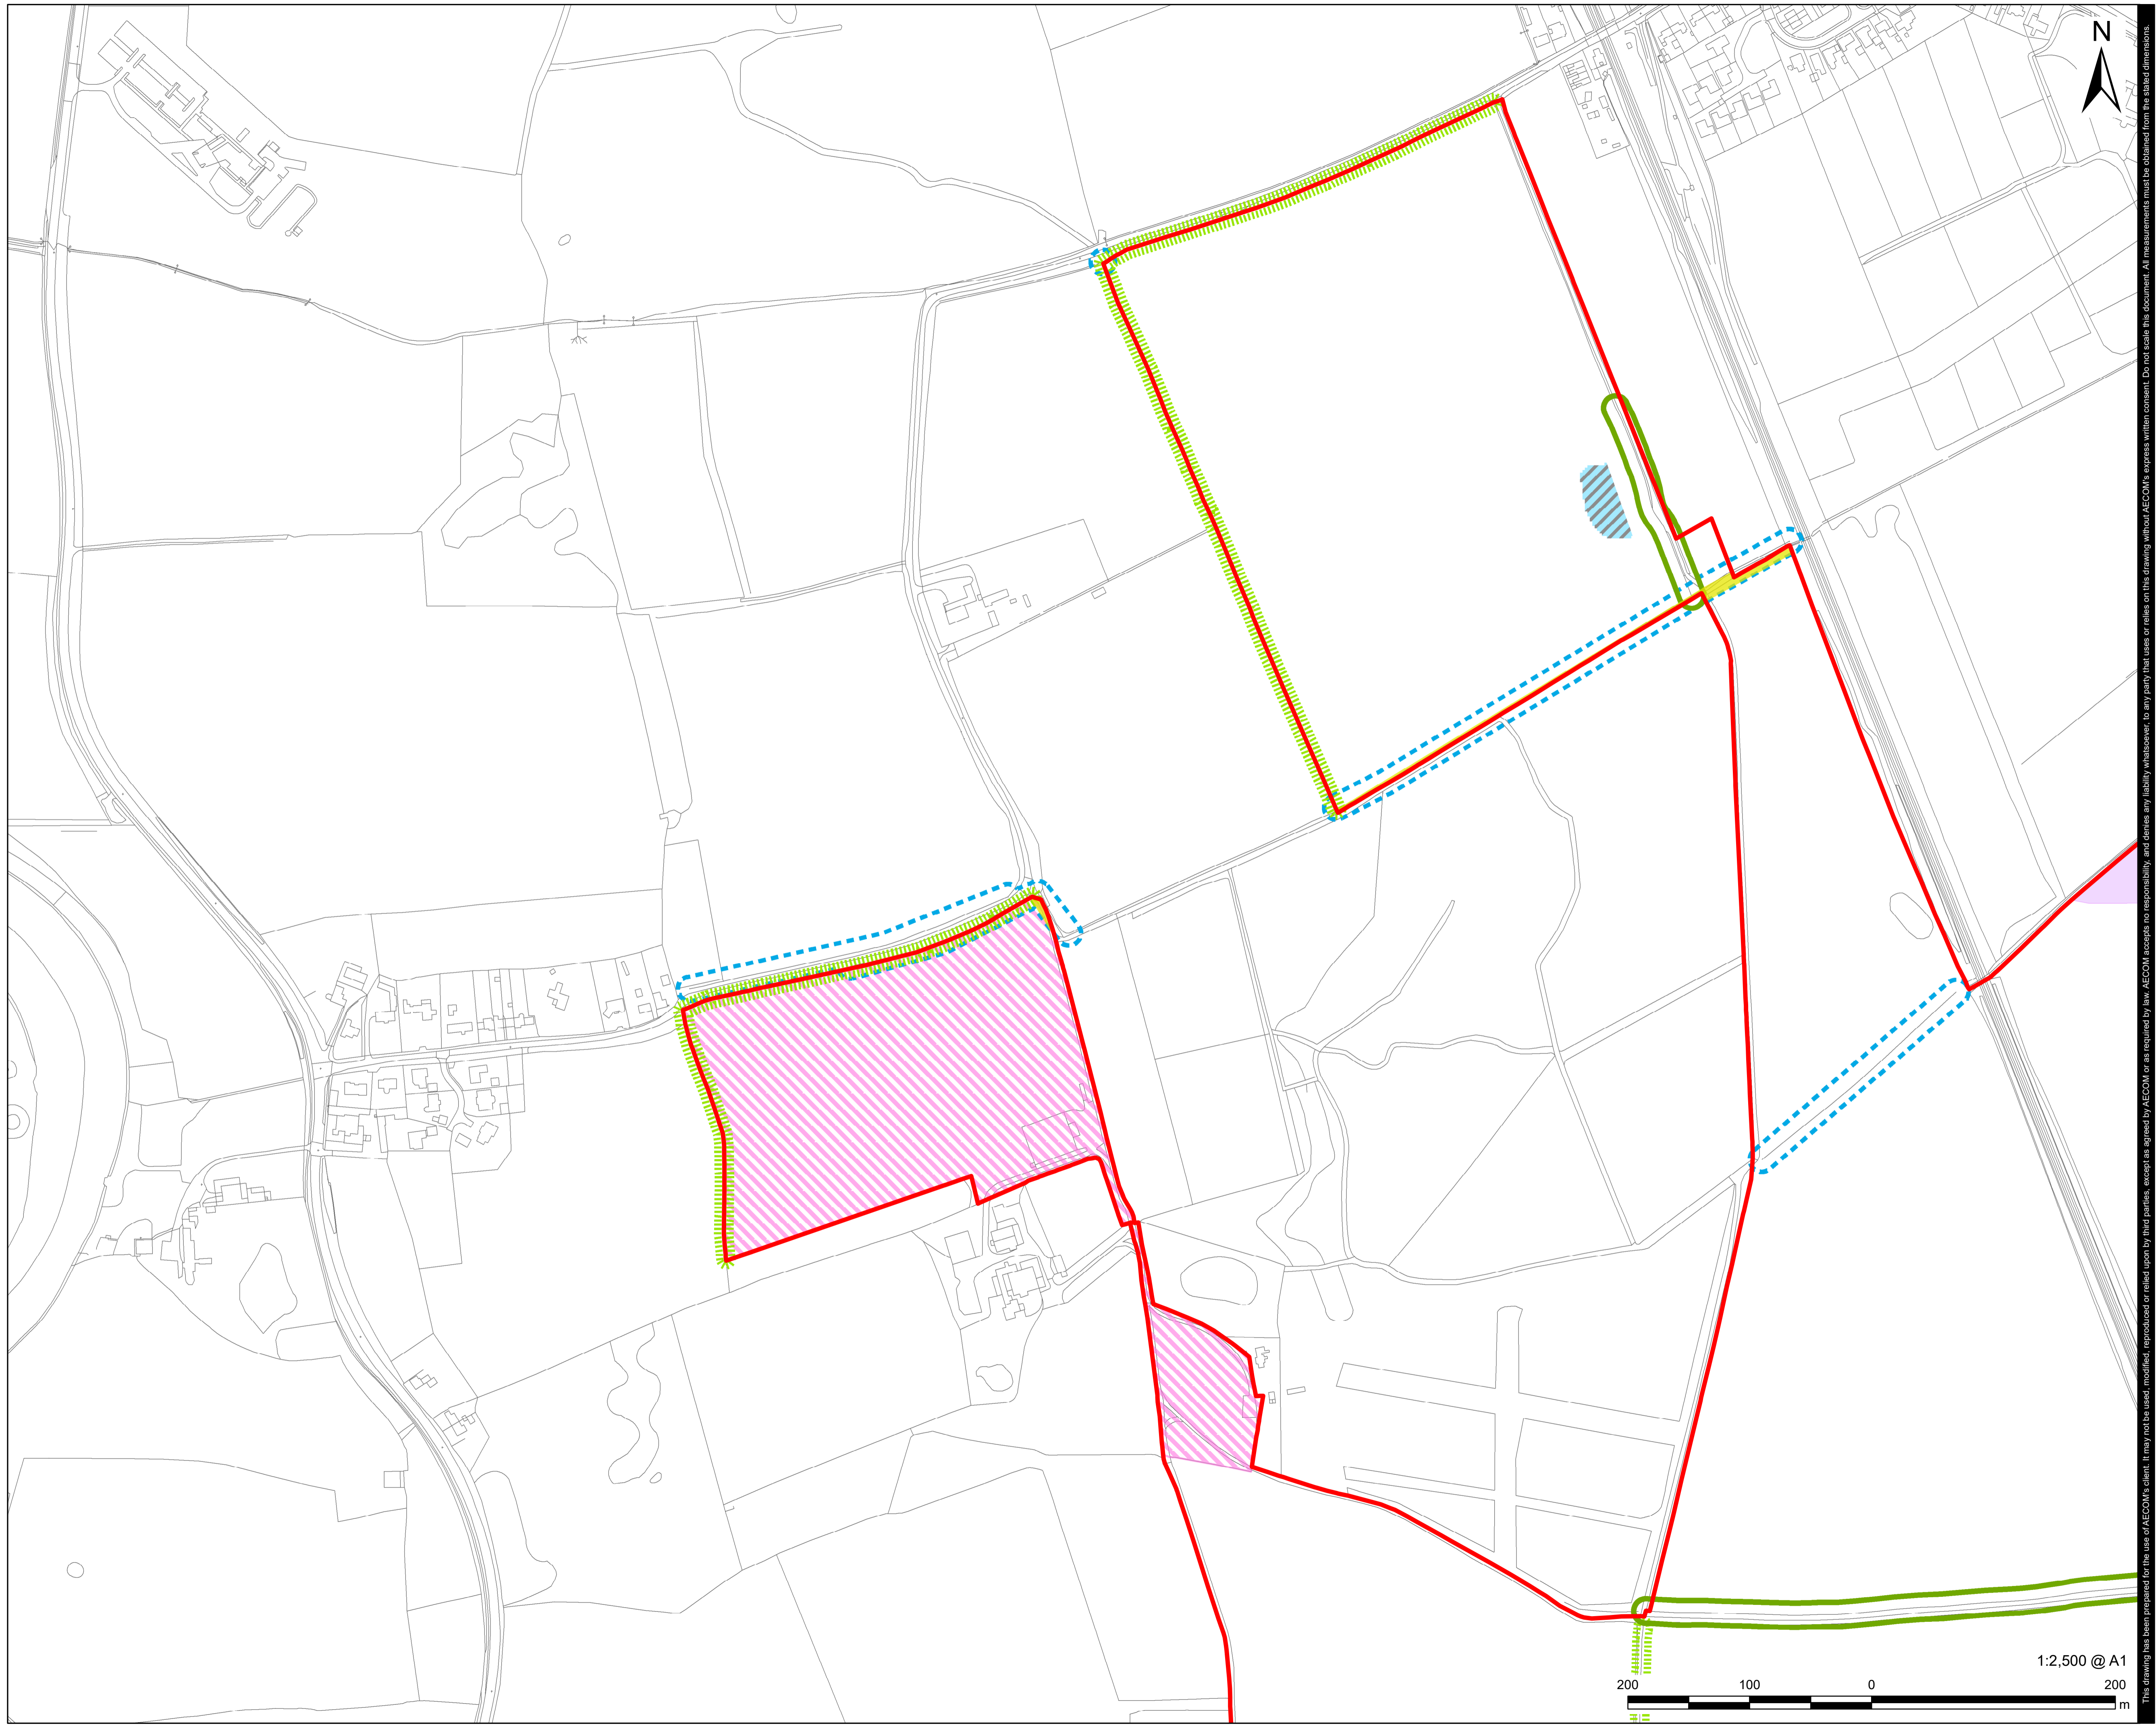 N
This drawing has been prepared for the use of AECOM's client. It may not be used, modified, reproduced or relied upon by third parties, except as agreed by AECOM or as required by law. AECOM accepts no responsibility, and denies any liability whatsoever, to any party that uses or relies on this drawing without AECOM's express written consent. Do not scale this document. All measurements must be obtained from the stated dimensions.
1:2,500 @ A1
200 100 0 200
m